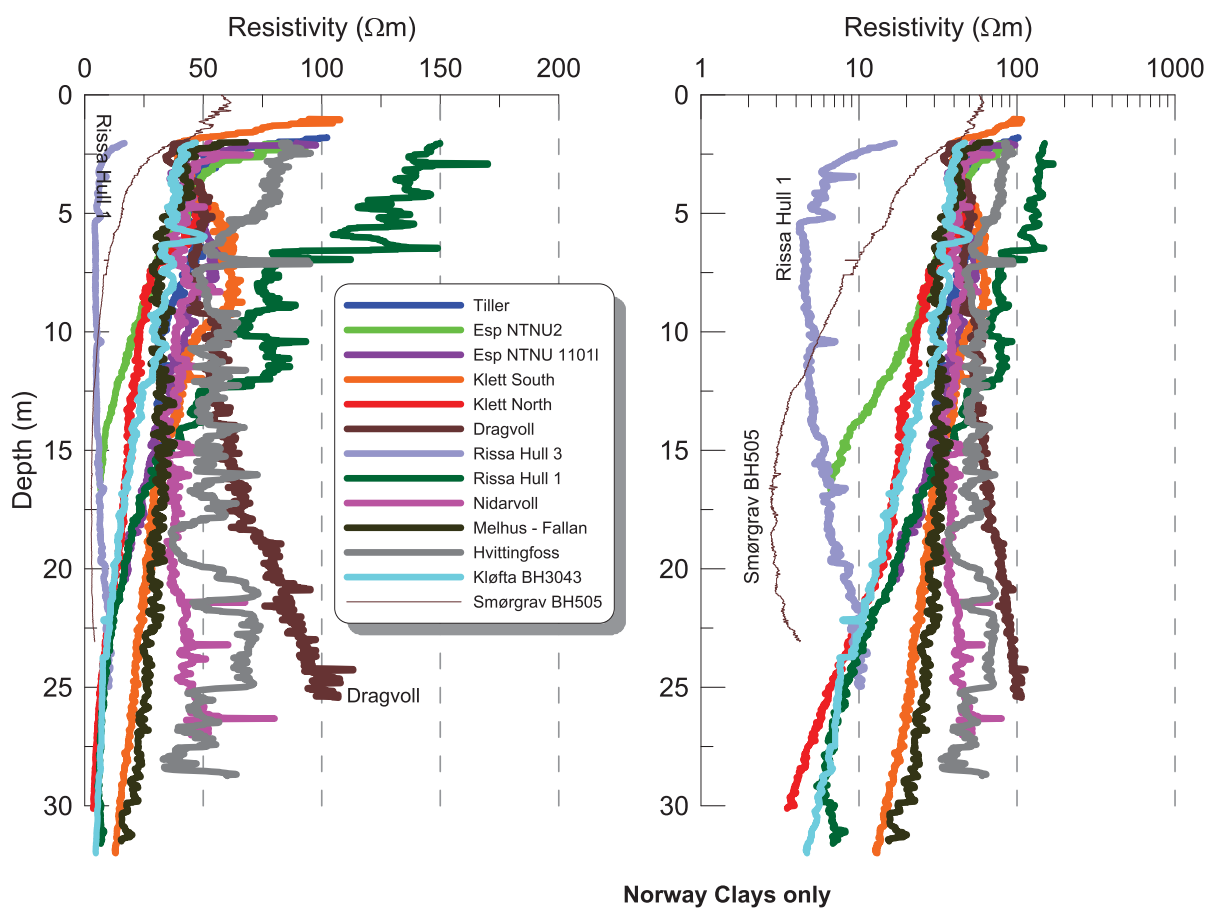 Resistivity (Ωm)
0 50 100 150 200
0
5
10
15
20
25
30
Depth (m)
Rissa Hull 1
Dragvoll
Tiller
Esp NTNU2
Esp NTNU 1101l
Klett South
Klett North
Dragvoll
Rissa Hull 3
Rissa Hull 1
Nidarvoll
Melhus - Fallan
Hvittingfoss
Kløfta BH3043
Smørgrav BH505
Resistivity (Ωm)
1 10 100 1000
0
5
10
15
20
25
30
Rissa Hull 1
Smørgrav BH505
Norway Clays only